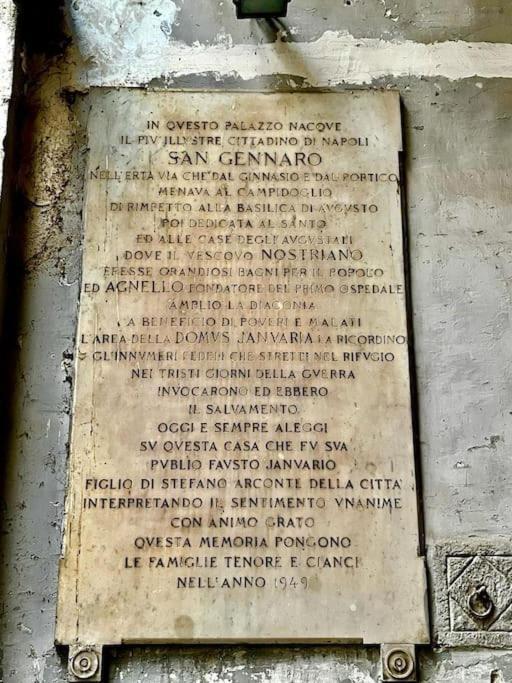 IN QVESTO PALAZZO NACQVE
IL PIV' ILLVSTRE CITTADINO DI NAPOLI
SAN GENNARO
NELL'ERTA VIA CHE DAL GINNASIO E DAL PORTICO
MENAVA AL CAMPIDOGLIO
DI RIMPETTO ALLA BASILICA DI AVGVSTO
POI DEDICATA AL SANTO
ED ALLE CASE DEGLI AVGVSTALI
DOVE IL VESCOVO NOSTRIANO
ERESSE GRANDIOSI BAGNI PER IL POPOLO
ED AGNELLO FONDATORE DEL PRIMO OSPEDALE
AMPLIO LA DIACONIA
A BENEFICIO DI POVERI E MALATI
L'AREA DELLA DOMVS JANVARIA LA RICORDINO
GL'INNVMERI FEDELI CHE STRETTI NEL RIFVGIO
NEI TRISTI GIORNI DELLA GVERRA
INVOCARONO ED EBBERO
IL SALVAMENTO.
OGGI E SEMPRE ALEGGI
SV QVESTA CASA CHE FV SVA
PVBLIO FAVSTO JANVARIO
FIGLIO DI STEFANO ARCONTE DELLA CITTA'
INTERPRETANDO IL SENTIMENTO VNANIME
CON ANIMO GRATO
QVESTA MEMORIA PONGONO
LE FAMIGLIE TENORE E CIANCI
NELL'ANNO 1949